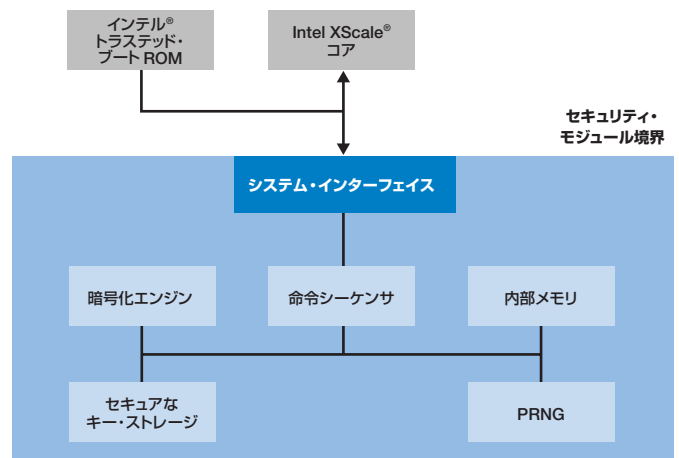 インテル®
トラステッド・
ブート ROM
Intel XScale®
コア
セキュリティ・
モジュール境界
システム・インターフェイス
暗号化エンジン
命令シーケンサ
内部メモリ
セキュアな
キー・ストレージ
PRNG